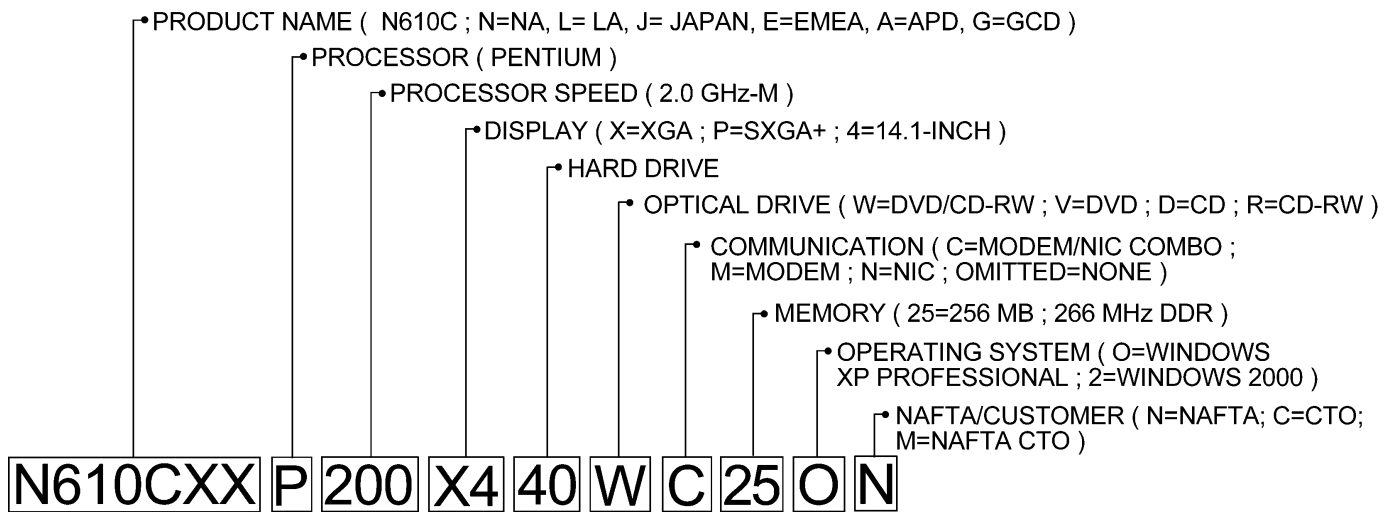 PRODUCT NAME ( N610C ; N=NA, L= LA, J= JAPAN, E=EMEA, A=APD, G=GCD )
PROCESSOR ( PENTIUM )
PROCESSOR SPEED ( 2.0 GHz-M )
DISPLAY ( X=XGA ; P=SXGA+ ; 4=14.1-INCH )
HARD DRIVE
OPTICAL DRIVE ( W=DVD/CD-RW ; V=DVD ; D=CD ; R=CD-RW )
COMMUNICATION ( C=MODEM/NIC COMBO ;
M=MODEM ; N=NIC ; OMITTED=NONE )
MEMORY ( 25=256 MB ; 266 MHz DDR )
OPERATING SYSTEM ( O=WINDOWS
XP PROFESSIONAL ; 2=WINDOWS 2000 )
NAFTA/CUSTOMER ( N=NAFTA; C=CTO;
M=NAFTA CTO )
N610CXX P 200 X4 40 W C 25 O N